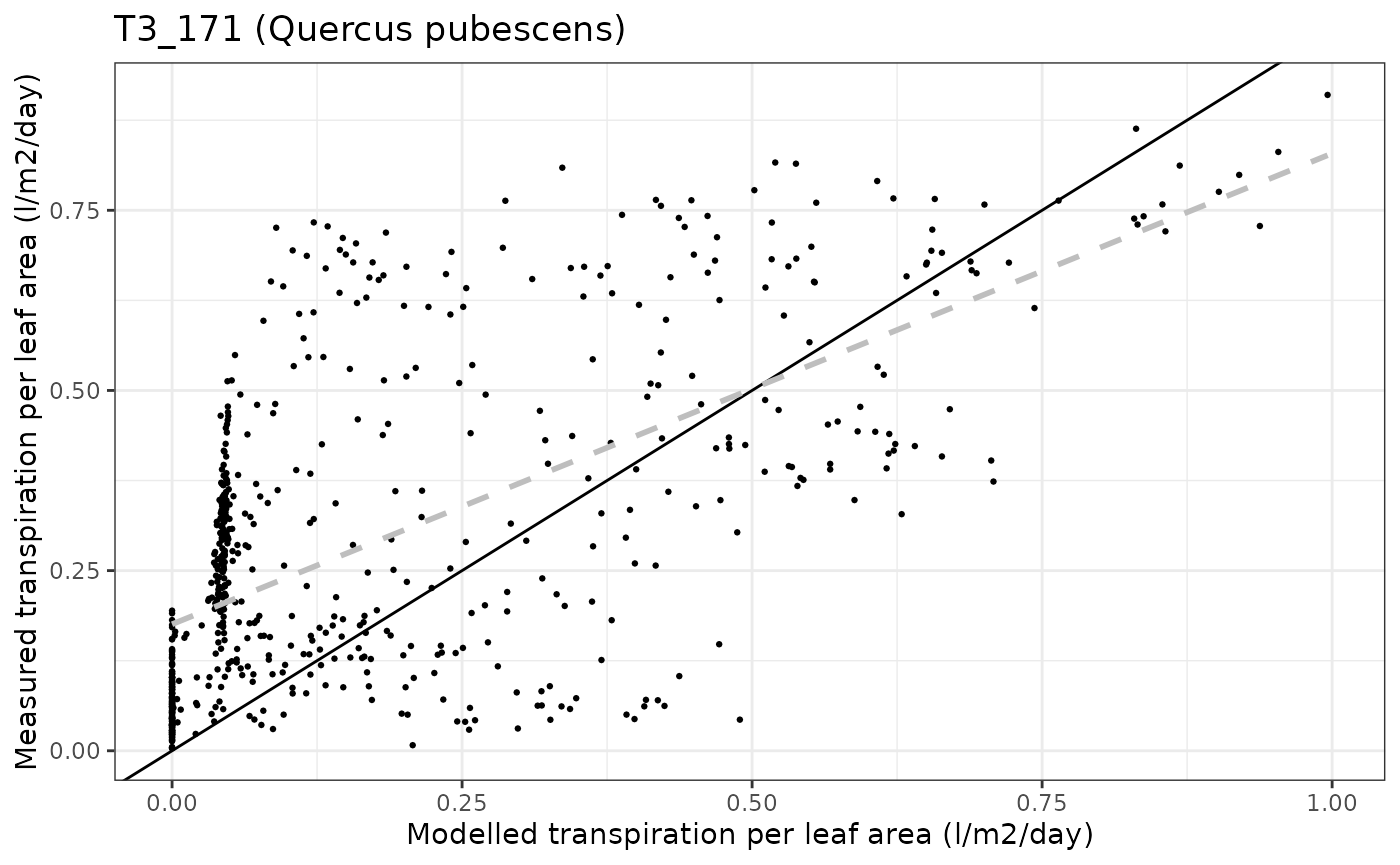 T3_171 (Quercus pubescens)
Measured transpiration per leaf area (l/m2/day)
0.75
0.50
0.25
0.00
0.00 0.25 0.50 0.75 1.00
Modelled transpiration per leaf area (l/m2/day)